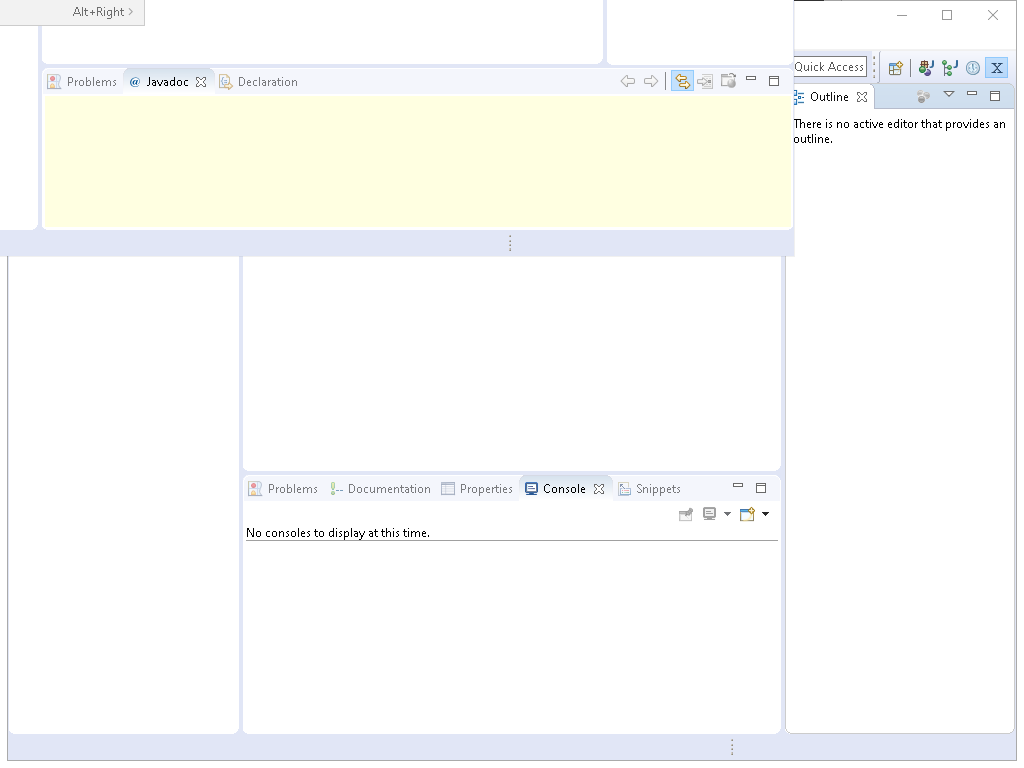 Alt+Right
Problems @ Javadoc Declaration
Quick Access
Outline
There is no active editor that provides an
outline.
Problems Documentation Properties Console Snippets
No consoles to display at this time.